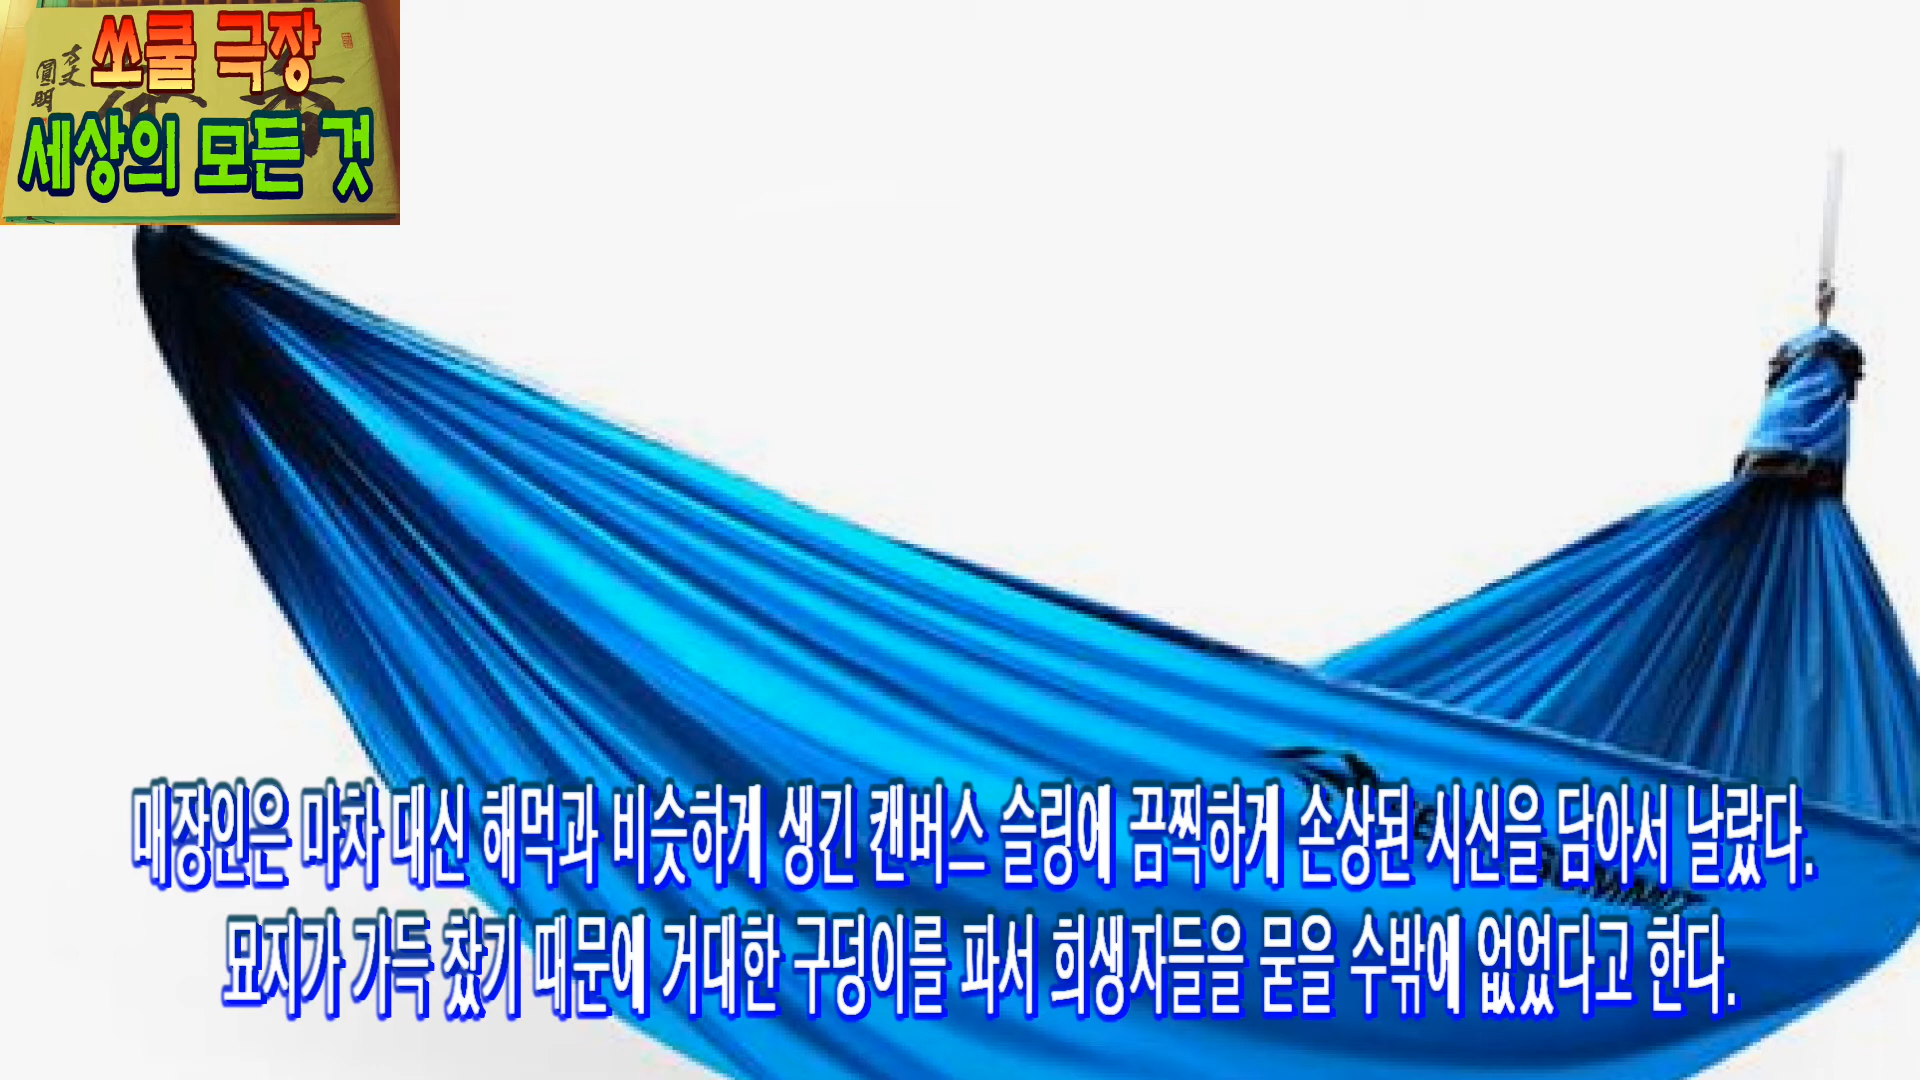 쏘쿨 극장
세상의 모든 것
方丈
圓明
매장인은 마차 대신 해먹과 비슷하게 생긴 캔버스 슬링에 끔찍하게 손상된 시신을 담아서 날랐다.
묘지가 가득 찼기 때문에 거대한 구덩이를 파서 희생자들을 묻을 수밖에 없었다고 한다.